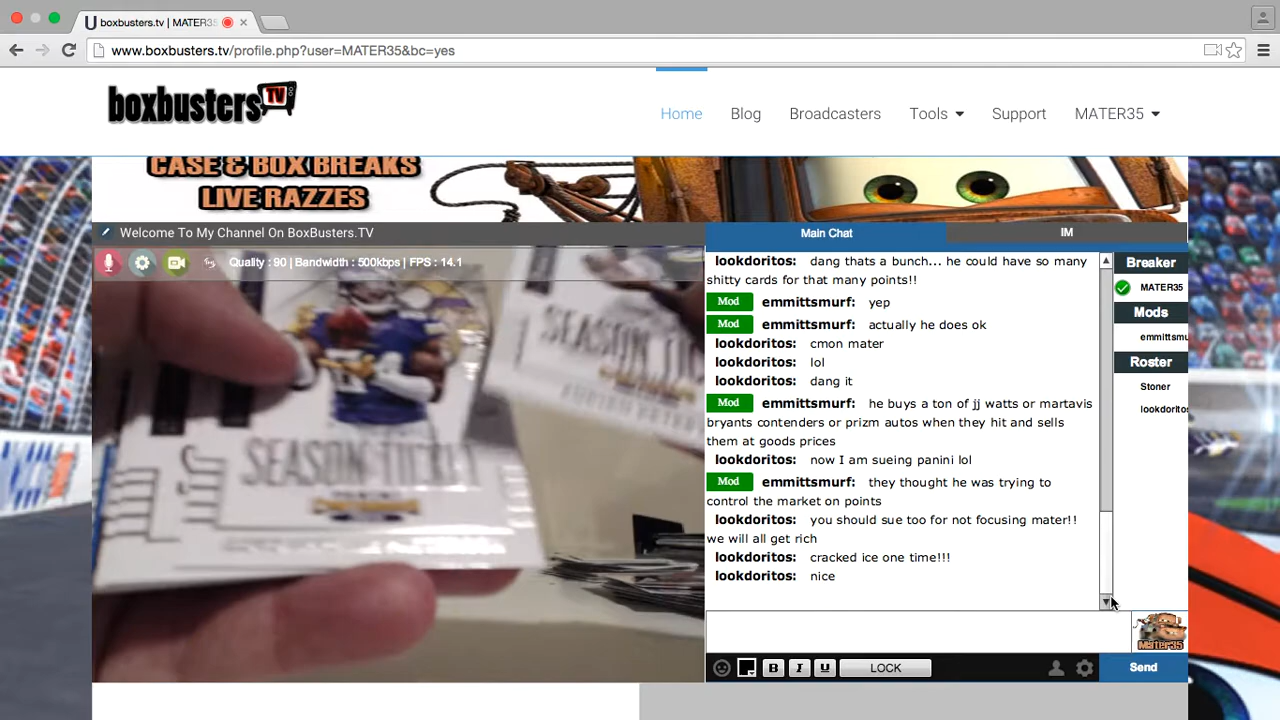 boxbusters.tv | MATER35
www.boxbusters.tv/profile.php?user=MATER35&bc=yes
boxbusters TV
Home Blog Broadcasters Tools Support MATER35
CASE & BOX BREAKS
LIVE RAZZES
Welcome To My Channel On BoxBusters.TV
Main Chat IM
Quality : 90 | Bandwidth : 500kbps | FPS : 14.1
lookdoritos: dang thats a bunch... he could have so many
shitty cards for that many points!!
Mod emmittsmurf: yep
Mod emmittsmurf: actually he does ok
lookdoritos: cmon mater
lookdoritos: lol
lookdoritos: dang it
Mod emmittsmurf: he buys a ton of jj watts or martavis
bryants contenders or prizm autos when they hit and sells
them at goods prices
lookdoritos: now I am sueing panini lol
Mod emmittsmurf: they thought he was trying to
control the market on points
lookdoritos: you should sue too for not focusing mater!!
we will all get rich
lookdoritos: cracked ice one time!!!
lookdoritos: nice
Breaker
MATER35
Mods
emmittsmu
Roster
Stoner
lookdoritos
SEASON TICKET
SEASON TIC
Mater35
B I U LOCK Send